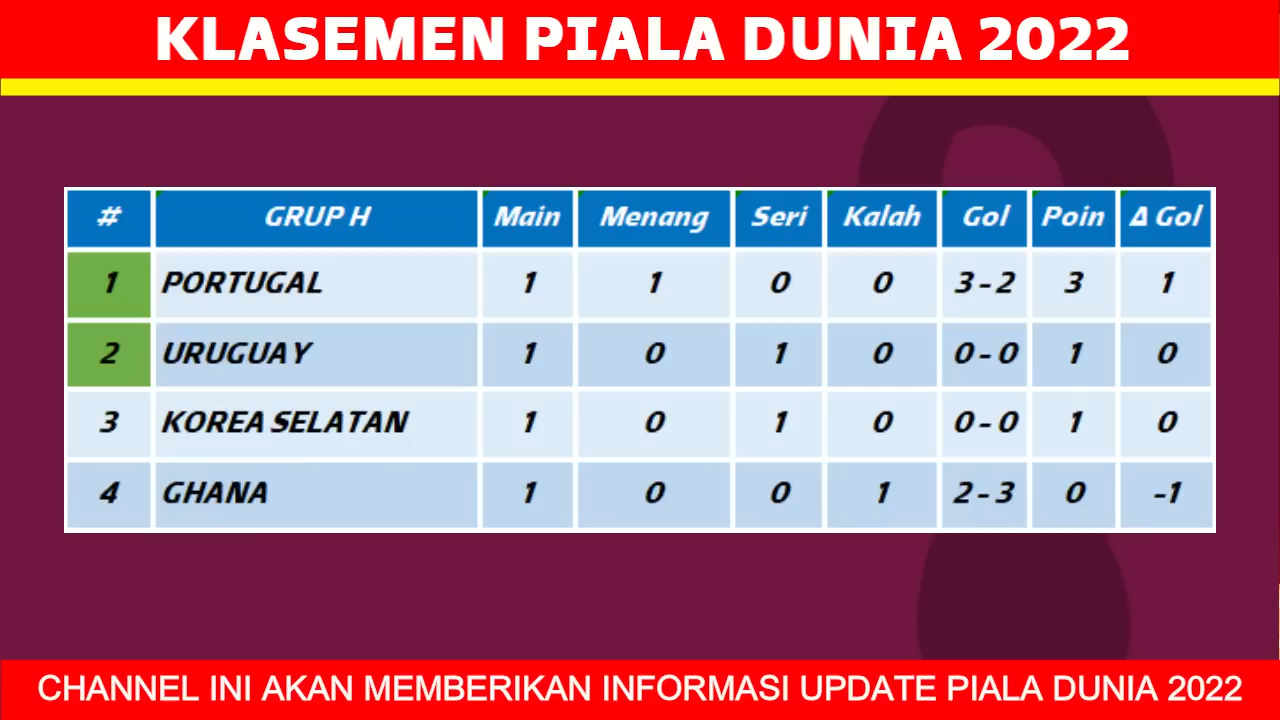 KLASEMEN PIALA DUNIA 2022
# GRUP H Main Menang Seri Kalah Gol Poin Δ Gol
1 PORTUGAL 1 1 0 0 3 - 2 3 1
2 URUGUAY 1 0 1 0 0 - 0 1 0
3 KOREA SELATAN 1 0 1 0 0 - 0 1 0
4 GHANA 1 0 0 1 2 - 3 0 -1
CHANNEL INI AKAN MEMBERIKAN INFORMASI UPDATE PIALA DUNIA 2022